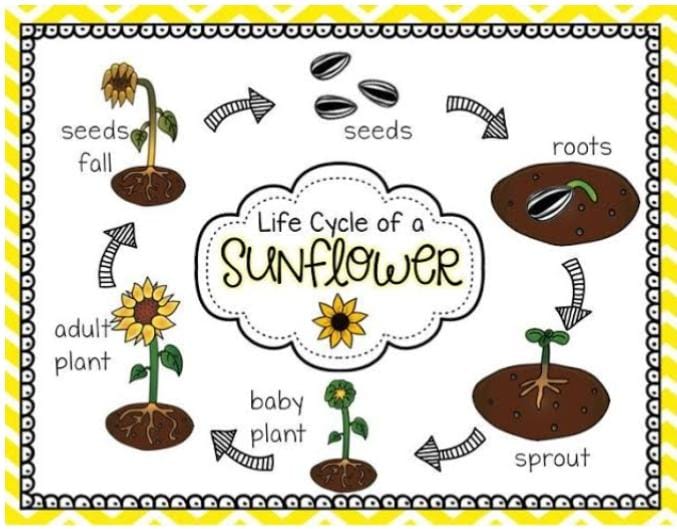 Life Cycle of a
SUNFLOWER
seeds
roots
sprout
baby
plant
adult
plant
seeds
fall